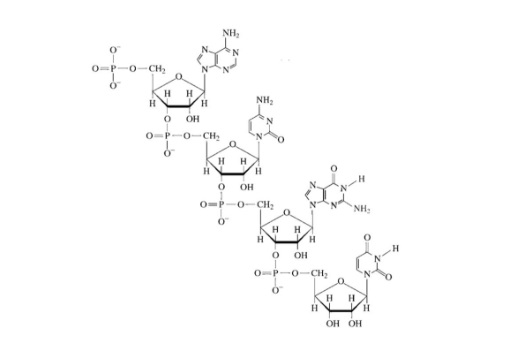 O⁻ NH₂
O=P—O—CH₂ O N N N N
O⁻ H H H H
O OH NH₂
O=P—O—CH₂ O N N O
O⁻ H H H H
O OH O
O=P—O—CH₂ O N N N N—H NH₂
O⁻ H H H H
O OH O
O=P—O—CH₂ O N N—H O
O⁻ H H H H
OH OH